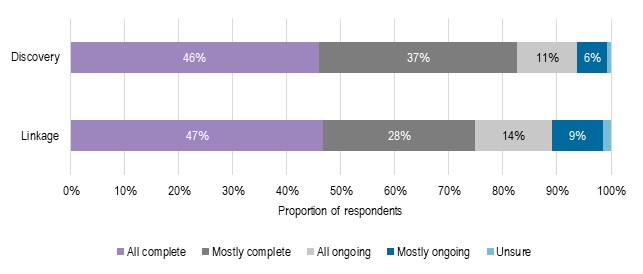 Discovery 46% 37% 11% 6%
Linkage 47% 28% 14% 9%
0% 10% 20% 30% 40% 50% 60% 70% 80% 90% 100%
Proportion of respondents
All complete Mostly complete All ongoing Mostly ongoing Unsure